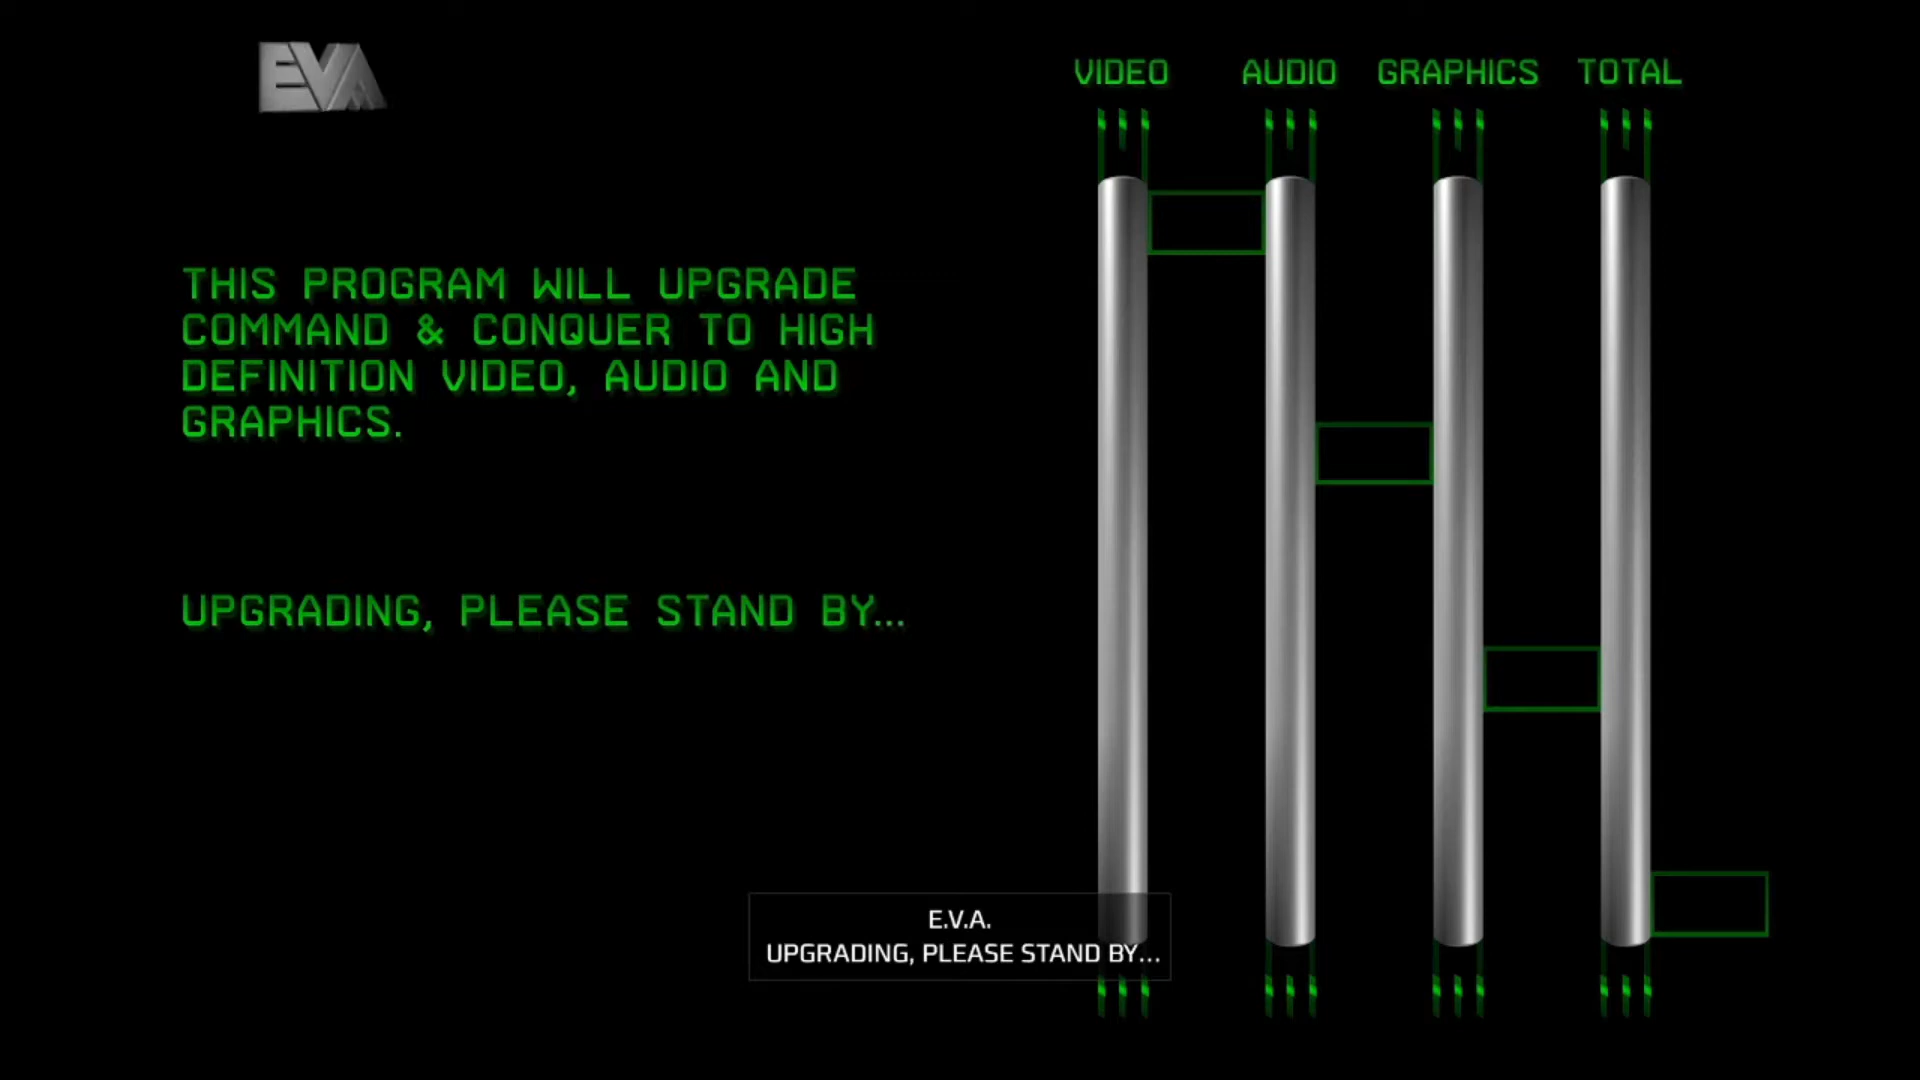 EVA
VIDEO AUDIO GRAPHICS TOTAL
THIS PROGRAM WILL UPGRADE
COMMAND & CONQUER TO HIGH
DEFINITION VIDEO, AUDIO AND
GRAPHICS.
UPGRADING, PLEASE STAND BY...
E.V.A.
UPGRADING, PLEASE STAND BY...